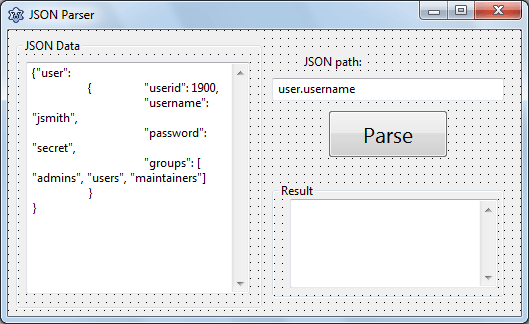 JSON Parser
JSON Data
{"user":
{ "userid": 1900,
"username":
"jsmith",
"password":
"secret",
"groups": [
"admins", "users", "maintainers"]
}
}
JSON path:
user.username
Parse
Result